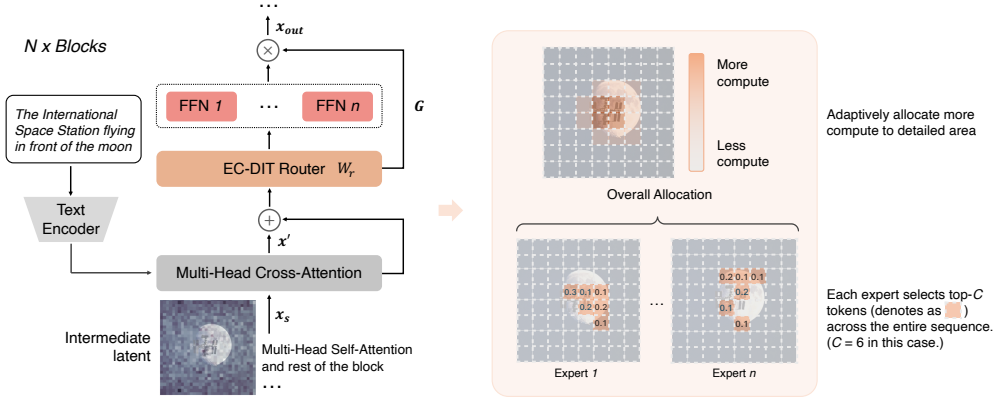 ...
x_out
N x Blocks
×
FFN 1
...
FFN n
G
The International
Space Station flying
in front of the moon
EC-DIT Router W_r
+
Text
Encoder
x'
Multi-Head Cross-Attention
x_s
Intermediate
latent
Multi-Head Self-Attention
and rest of the block
...
More
compute
Less
compute
Overall Allocation
Adaptively allocate more
compute to detailed area
0.3 0.1 0.1
0.2 0.2
0.1
...
0.2 0.1 0.1
0.2
0.1
0.1
Expert 1
Expert n
Each expert selects top-C
tokens (denotes as )
across the entire sequence.
(C = 6 in this case.)